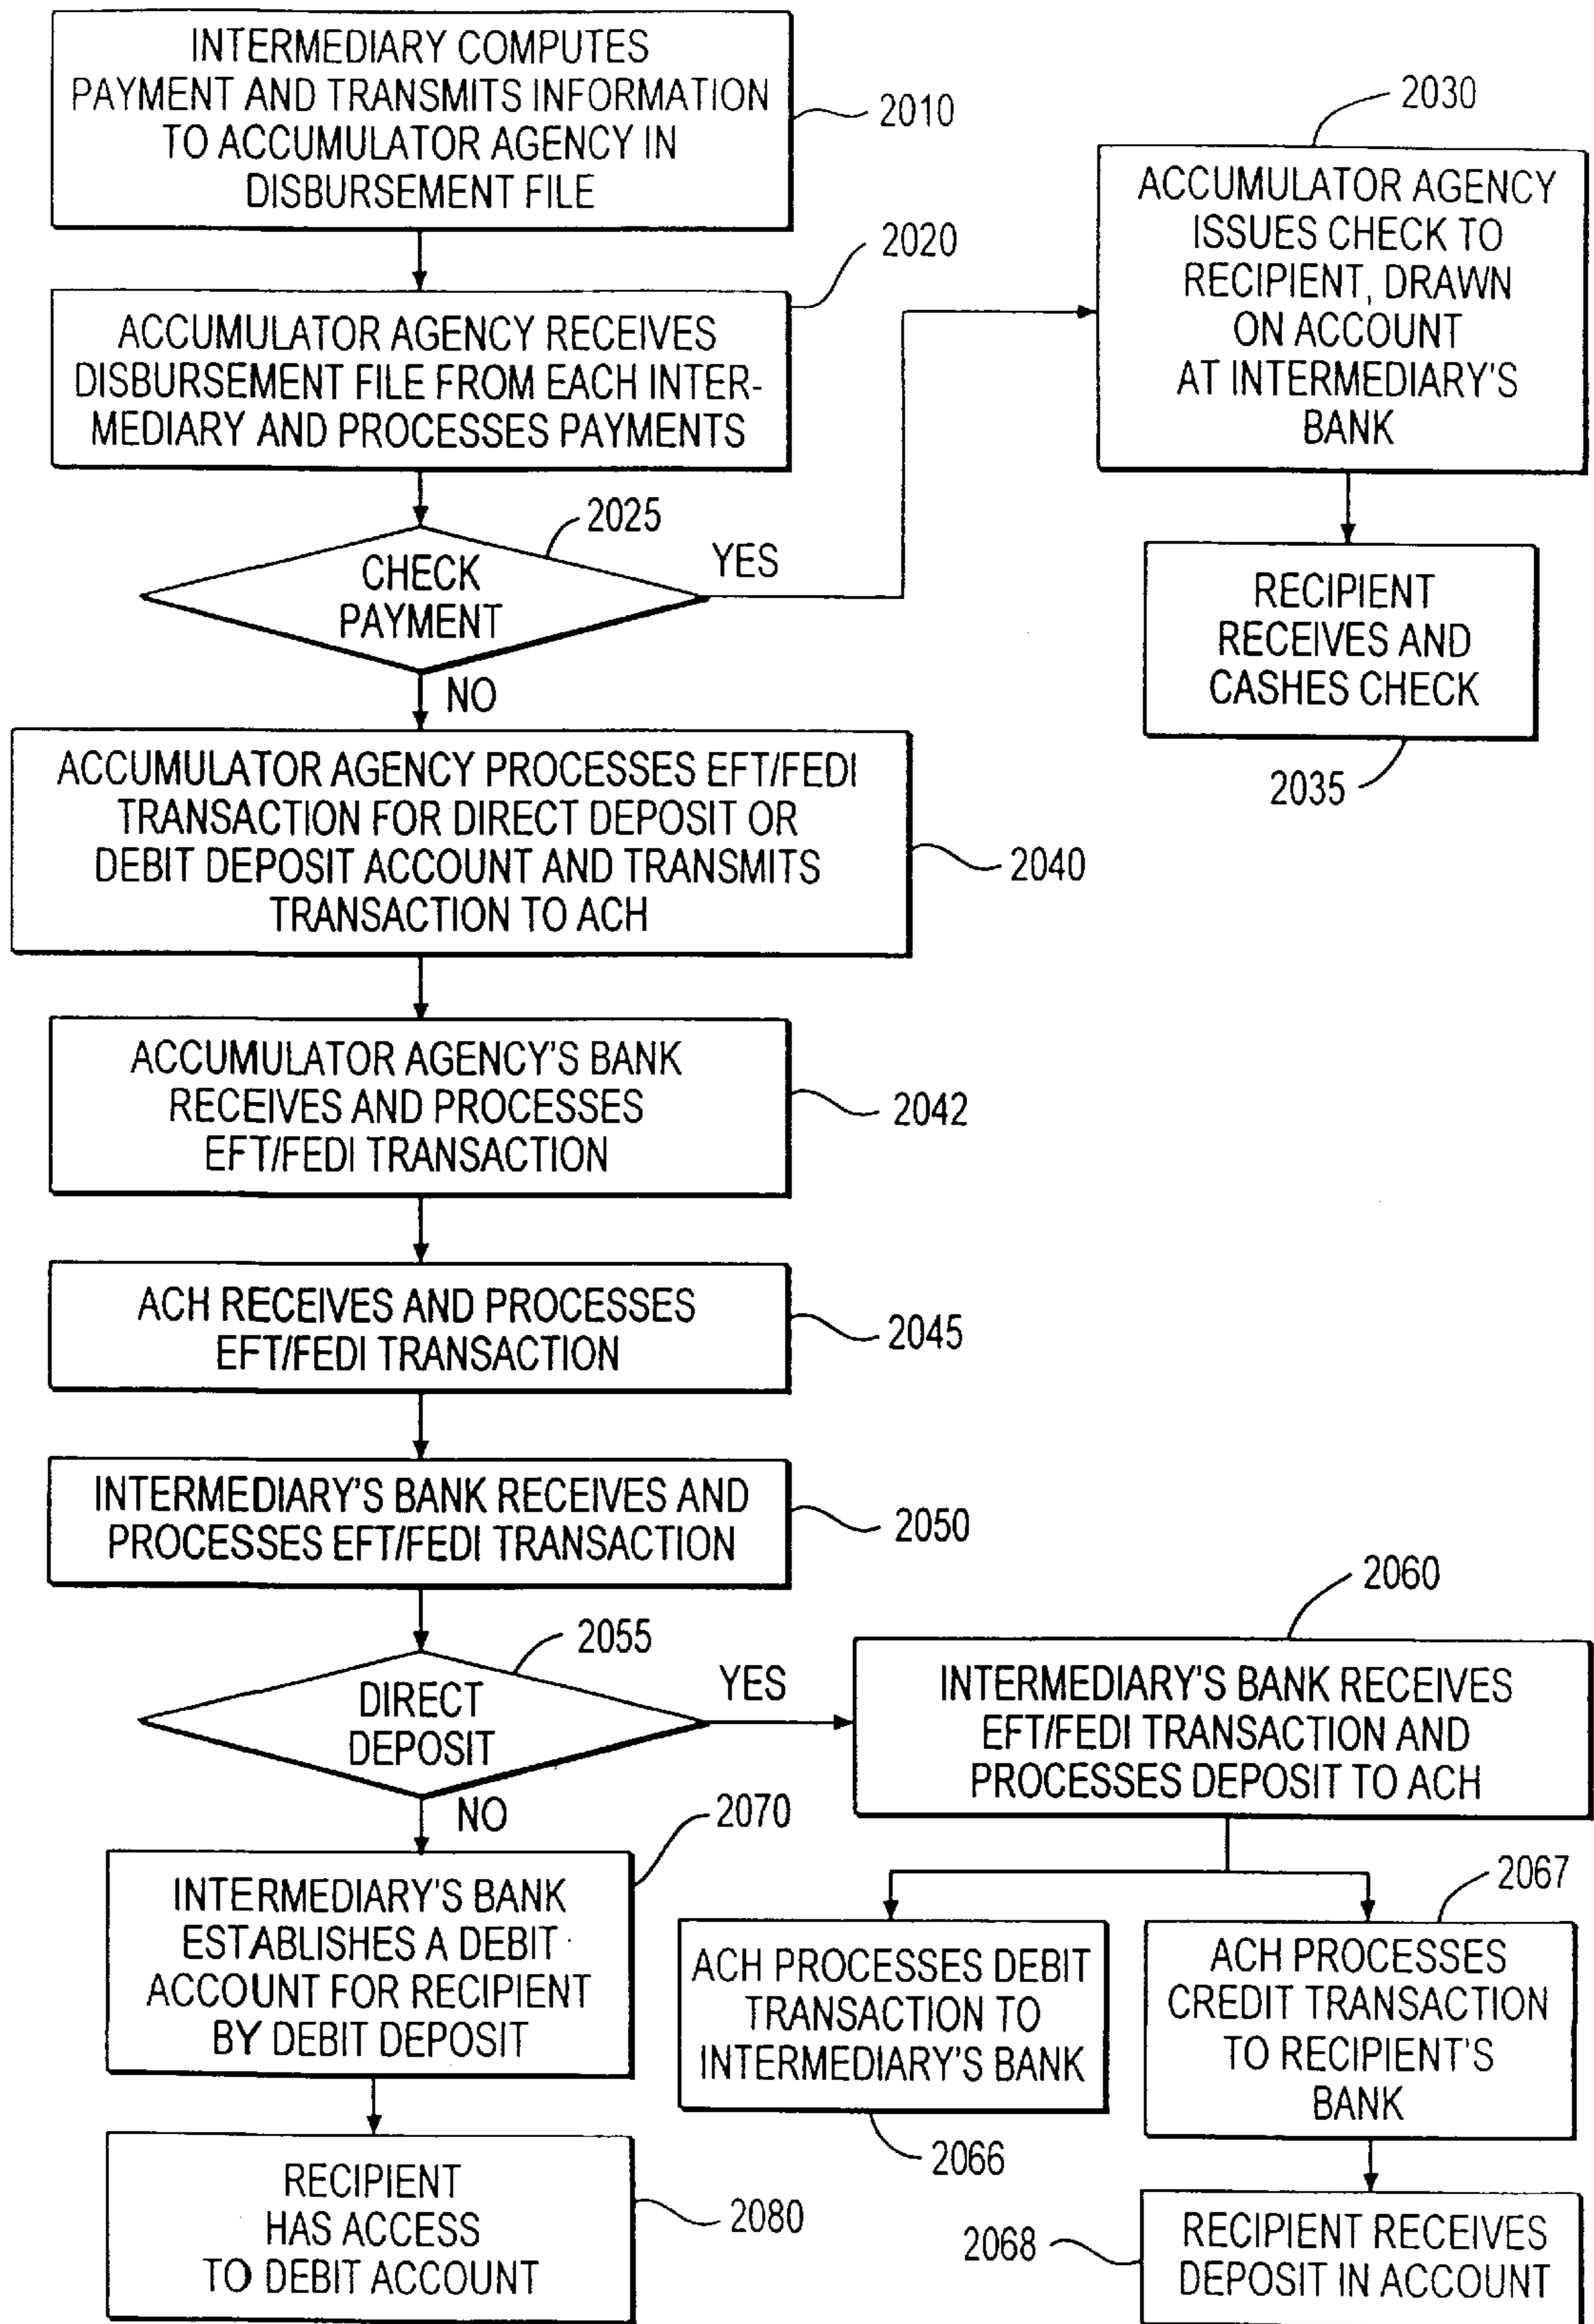 INTERMEDIARY COMPUTES
PAYMENT AND TRANSMITS INFORMATION
TO ACCUMULATOR AGENCY IN
DISBURSEMENT FILE
2010
2020
ACCUMULATOR AGENCY RECEIVES
DISBURSEMENT FILE FROM EACH INTER-
MEDIARY AND PROCESSES PAYMENTS
2025
CHECK
PAYMENT
YES
NO
2030
ACCUMULATOR AGENCY
ISSUES CHECK TO
RECIPIENT, DRAWN
ON ACCOUNT
AT INTERMEDIARY'S
BANK
RECIPIENT
RECEIVES AND
CASHES CHECK
2035
ACCUMULATOR AGENCY PROCESSES EFT/FEDI
TRANSACTION FOR DIRECT DEPOSIT OR
DEBIT DEPOSIT ACCOUNT AND TRANSMITS
TRANSACTION TO ACH
2040
ACCUMULATOR AGENCY'S BANK
RECEIVES AND PROCESSES
EFT/FEDI TRANSACTION
2042
ACH RECEIVES AND PROCESSES
EFT/FEDI TRANSACTION
2045
INTERMEDIARY'S BANK RECEIVES AND
PROCESSES EFT/FEDI TRANSACTION
2050
2055
DIRECT
DEPOSIT
YES
NO
2060
INTERMEDIARY'S BANK RECEIVES
EFT/FEDI TRANSACTION AND
PROCESSES DEPOSIT TO ACH
2070
INTERMEDIARY'S BANK
ESTABLISHES A DEBIT
ACCOUNT FOR RECIPIENT
BY DEBIT DEPOSIT
ACH PROCESSES DEBIT
TRANSACTION TO
INTERMEDIARY'S BANK
2066
2067
ACH PROCESSES
CREDIT TRANSACTION
TO RECIPIENT'S
BANK
RECIPIENT
HAS ACCESS
TO DEBIT ACCOUNT
2080
2068
RECIPIENT RECEIVES
DEPOSIT IN ACCOUNT